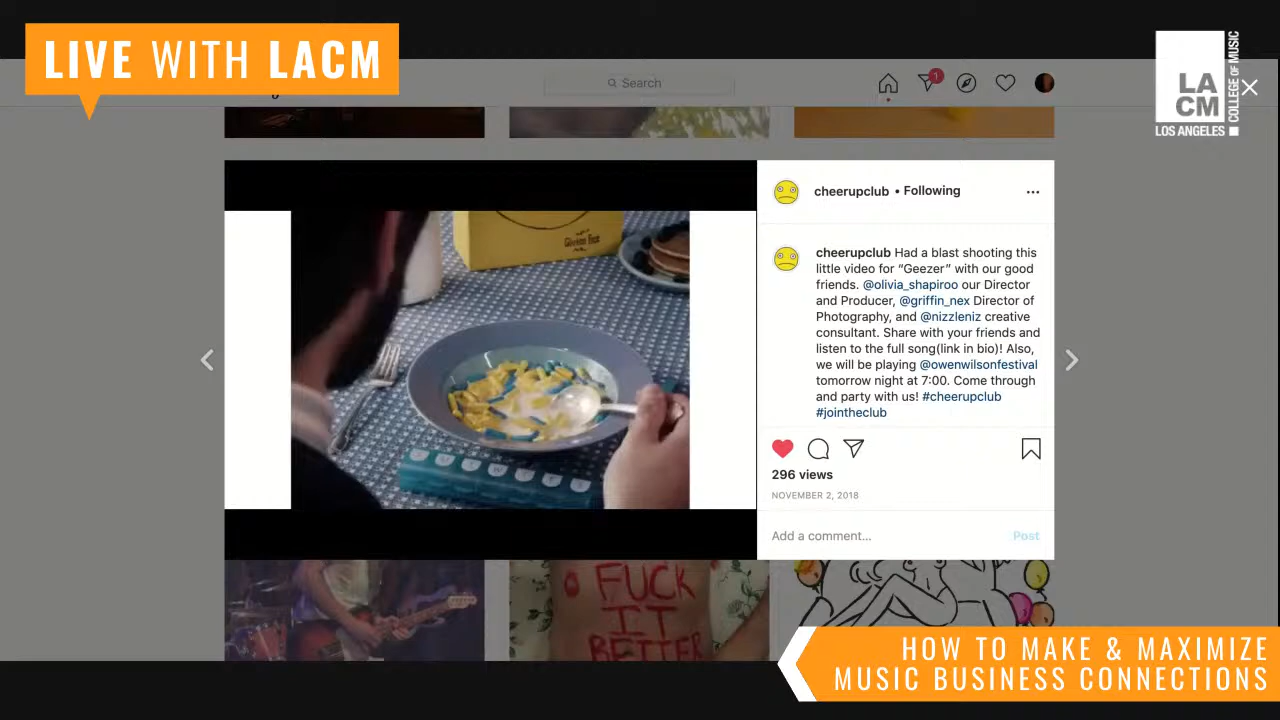 LIVE WITH LACM
Search
1
LA
CM
COLLEGE OF MUSIC
LOS ANGELES
cheerupclub • Following
cheerupclub Had a blast shooting this
little video for “Geezer” with our good
friends. @olivia_shapiroo our Director
and Producer, @griffin_nex Director of
Photography, and @nizzleniz creative
consultant. Share with your friends and
listen to the full song(link in bio)! Also,
we will be playing @owenwilsonfestival
tomorrow night at 7:00. Come through
and party with us! #cheerupclub
#jointheclub
296 views
NOVEMBER 2, 2018
Add a comment...
Post
FUCK
IT
BETTER
HOW TO MAKE & MAXIMIZE
MUSIC BUSINESS CONNECTIONS